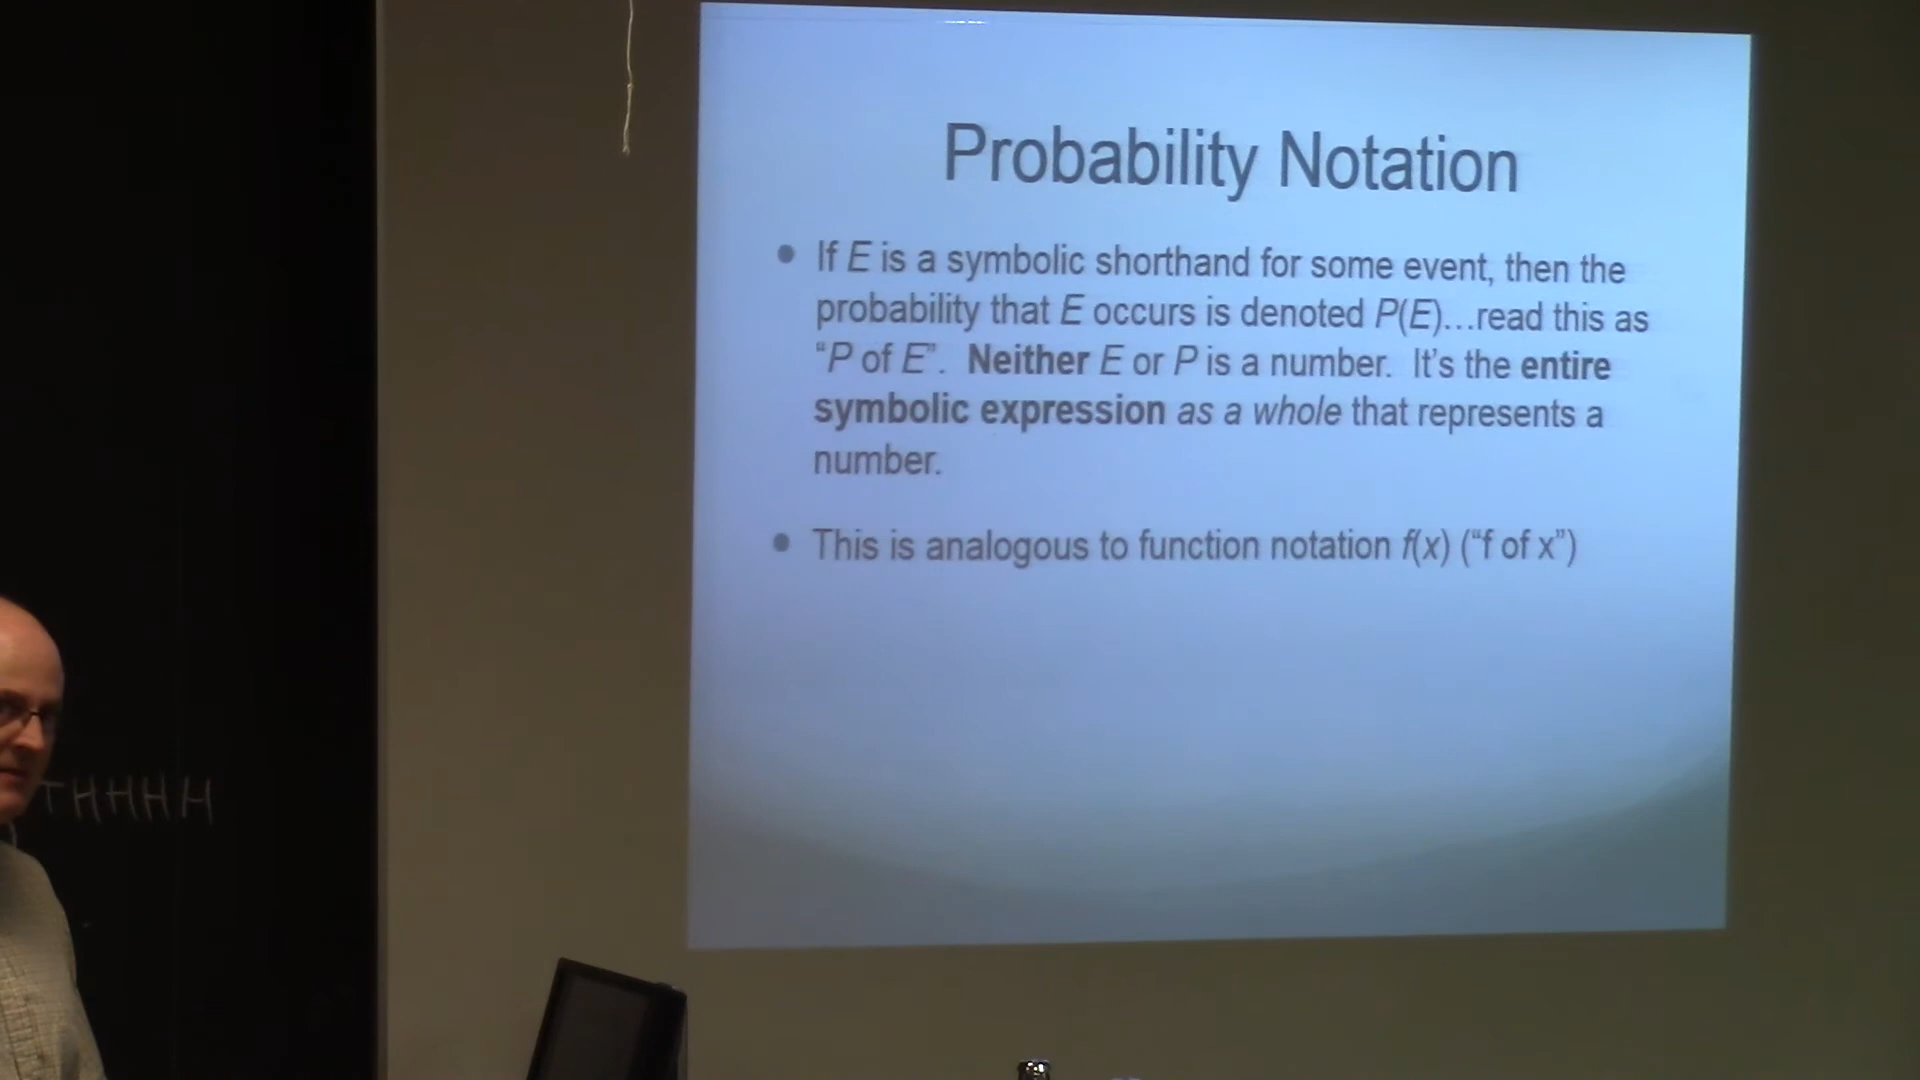 Probability Notation
• If E is a symbolic shorthand for some event, then the
probability that E occurs is denoted P(E)…read this as
“P of E”. Neither E or P is a number. It’s the entire
symbolic expression as a whole that represents a
number.
• This is analogous to function notation f(x) (“f of x”)
THHHH